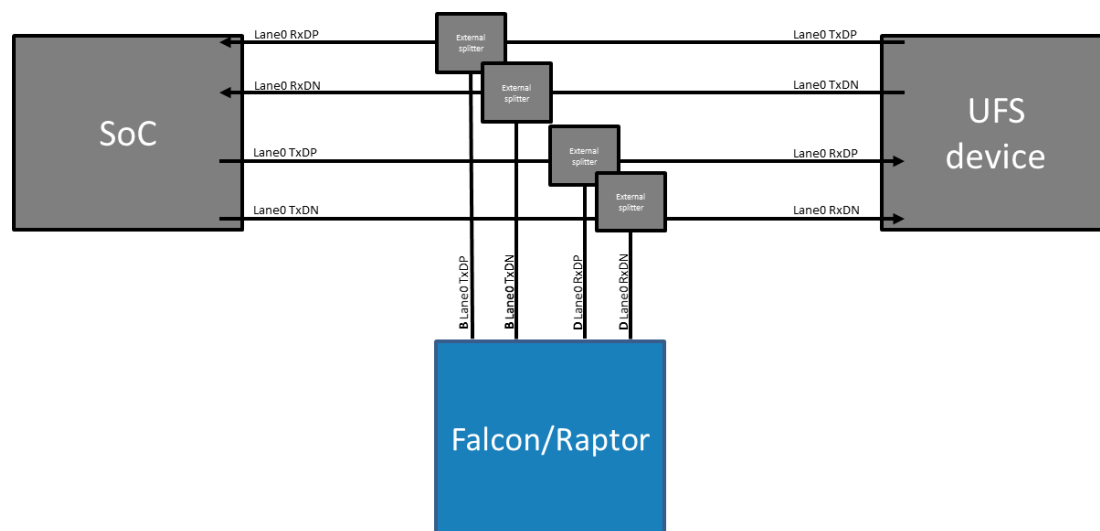 Lane0 RxDP
External
splitter
Lane0 TxDP
Lane0 RxDN
External
splitter
Lane0 TxDN
SoC
UFS
device
Lane0 TxDP
External
splitter
Lane0 RxDP
Lane0 TxDN
External
splitter
Lane0 RxDN
B Lane0 TxDP
B Lane0 TxDN
D Lane0 RxDP
D Lane0 RxDN
Falcon/Raptor